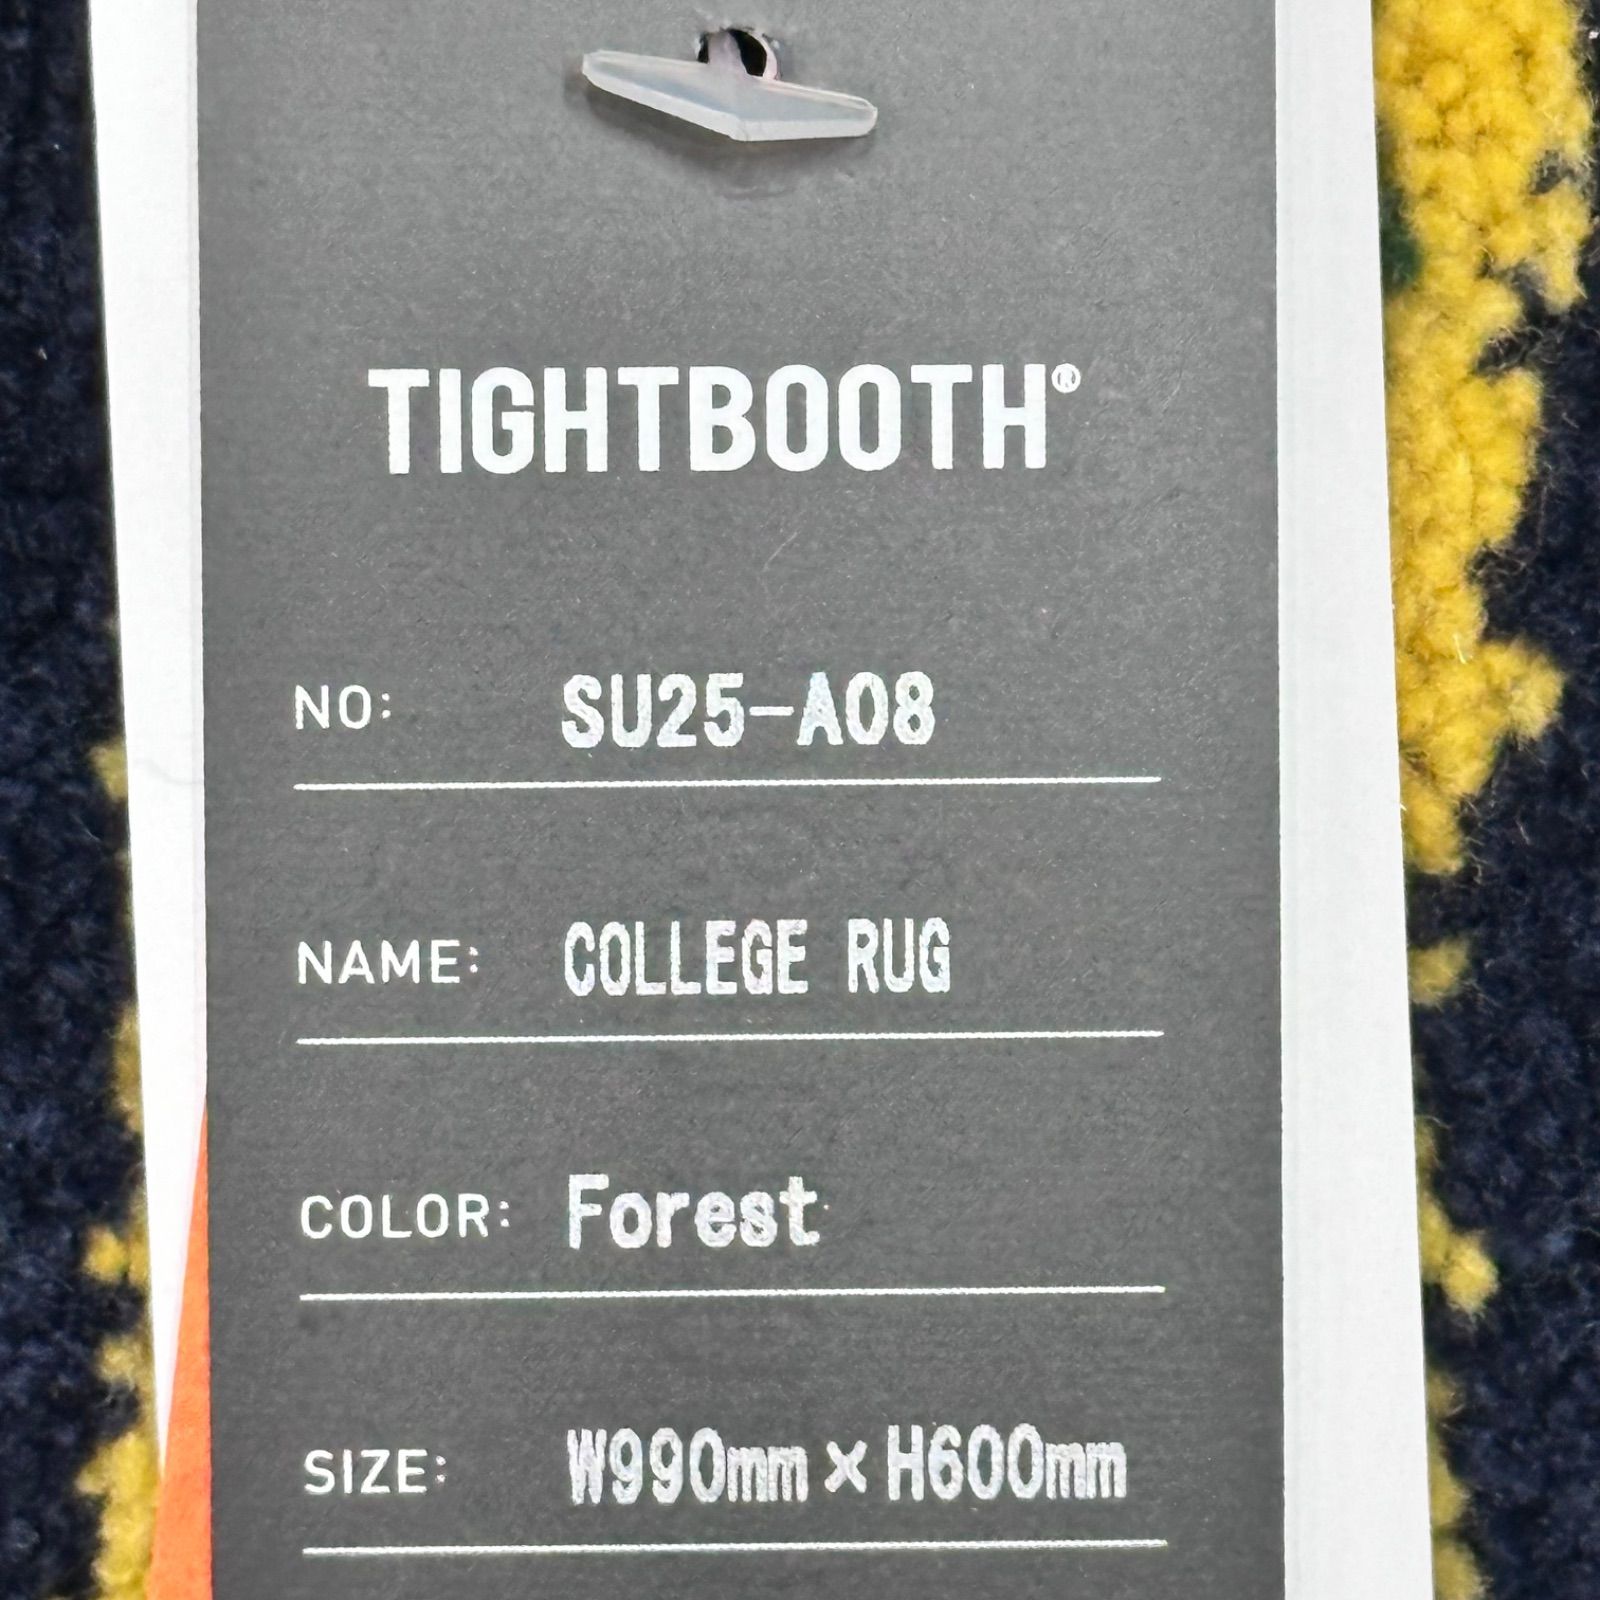 TIGHTBOOTH®
NO: SU25-A08
NAME: COLLEGE RUG
COLOR: Forest
SIZE: W990mm×H600mm